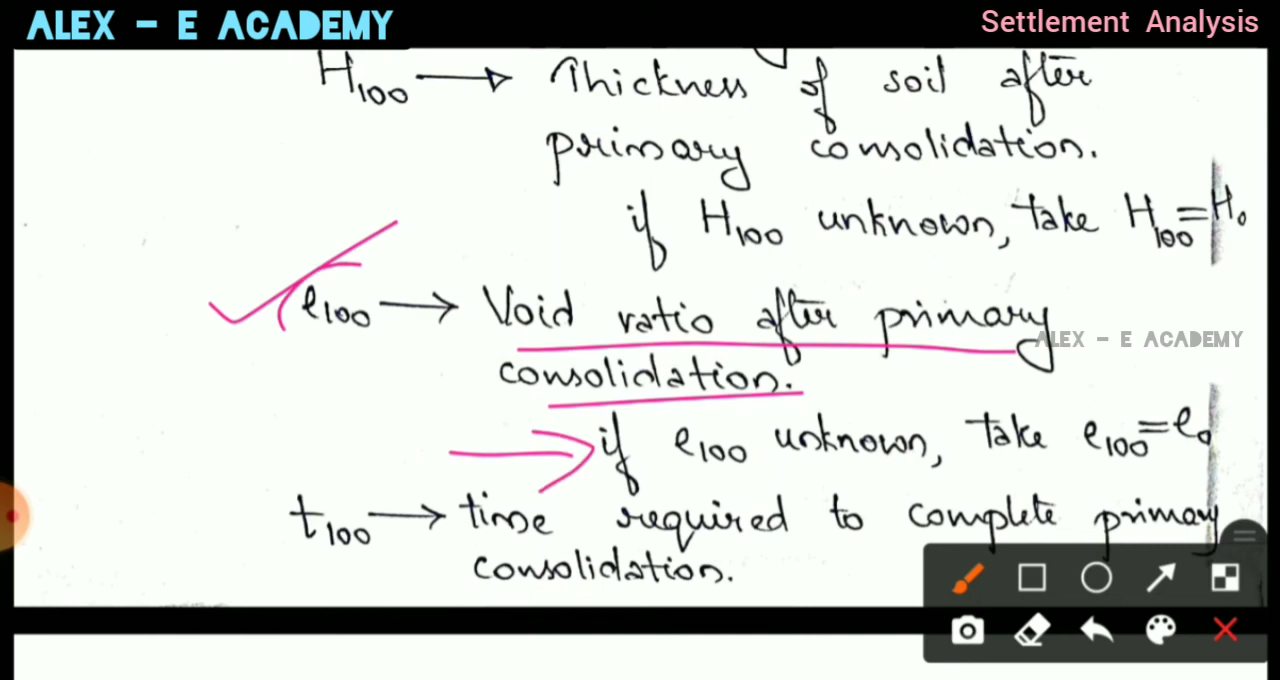 ALEX - E ACADEMY
Settlement Analysis
H100 → Thickness of soil after
primary consolidation.
if H100 unknown, take H100=H0
e100 → Void ratio after primary
ALEX - E ACADEMY
consolidation.
if e100 unknown, take e100=e0
t100 → time required to complete primary
consolidation.